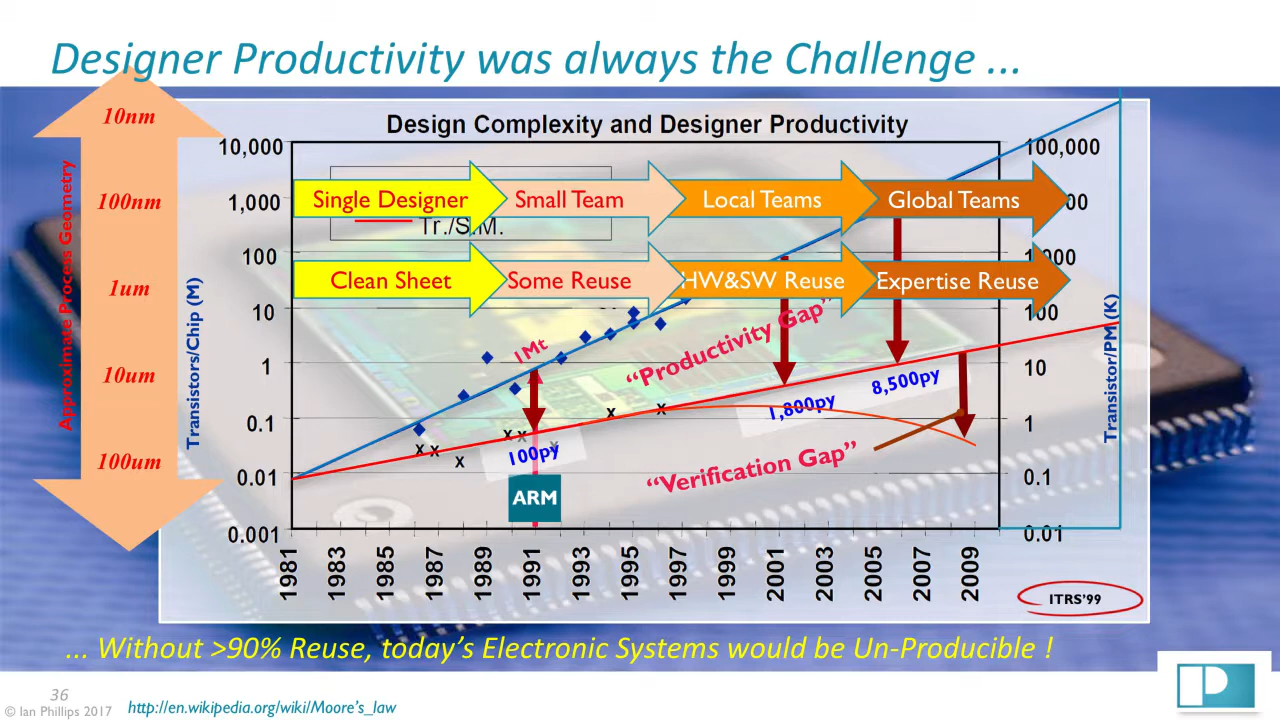 Designer Productivity was always the Challenge ...
Design Complexity and Designer Productivity
10nm
100nm
1um
10um
100um
Approximate Process Geometry
Transistors/Chip (M)
10,000
1,000
100
10
1
0.1
0.01
0.001
Single Designer
Small Team
Local Teams
Global Teams
Tr./S.M.
Clean Sheet
Some Reuse
HW&SW Reuse
Expertise Reuse
1Mt
"Productivity Gap"
100py
1,800py
8,500py
"Verification Gap"
ARM
100,000
00
1,000
100
10
1
0.1
0.01
Transistor/PM (K)
1981
1983
1985
1987
1989
1991
1993
1995
1997
1999
2001
2003
2005
2007
2009
ITRS'99
... Without >90% Reuse, today's Electronic Systems would be Un-Producible !
36
© Ian Phillips 2017
http://en.wikipedia.org/wiki/Moore's_law